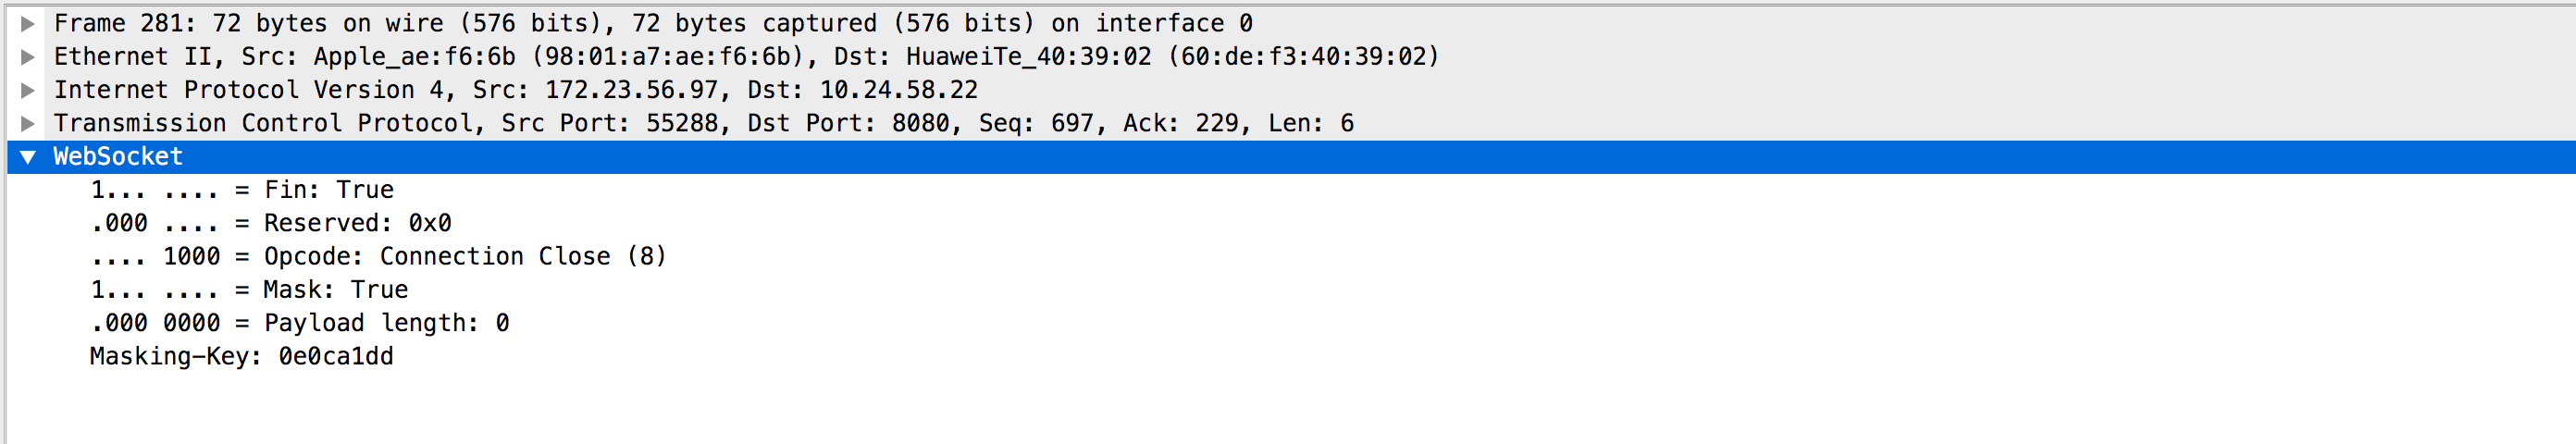 Frame 281: 72 bytes on wire (576 bits), 72 bytes captured (576 bits) on interface 0
Ethernet II, Src: Apple_ae:f6:6b (98:01:a7:ae:f6:6b), Dst: HuaweiTe_40:39:02 (60:de:f3:40:39:02)
Internet Protocol Version 4, Src: 172.23.56.97, Dst: 10.24.58.22
Transmission Control Protocol, Src Port: 55288, Dst Port: 8080, Seq: 697, Ack: 229, Len: 6
WebSocket
1... .... = Fin: True
.000 .... = Reserved: 0x0
.... 1000 = Opcode: Connection Close (8)
1... .... = Mask: True
.000 0000 = Payload length: 0
Masking-Key: 0e0ca1dd